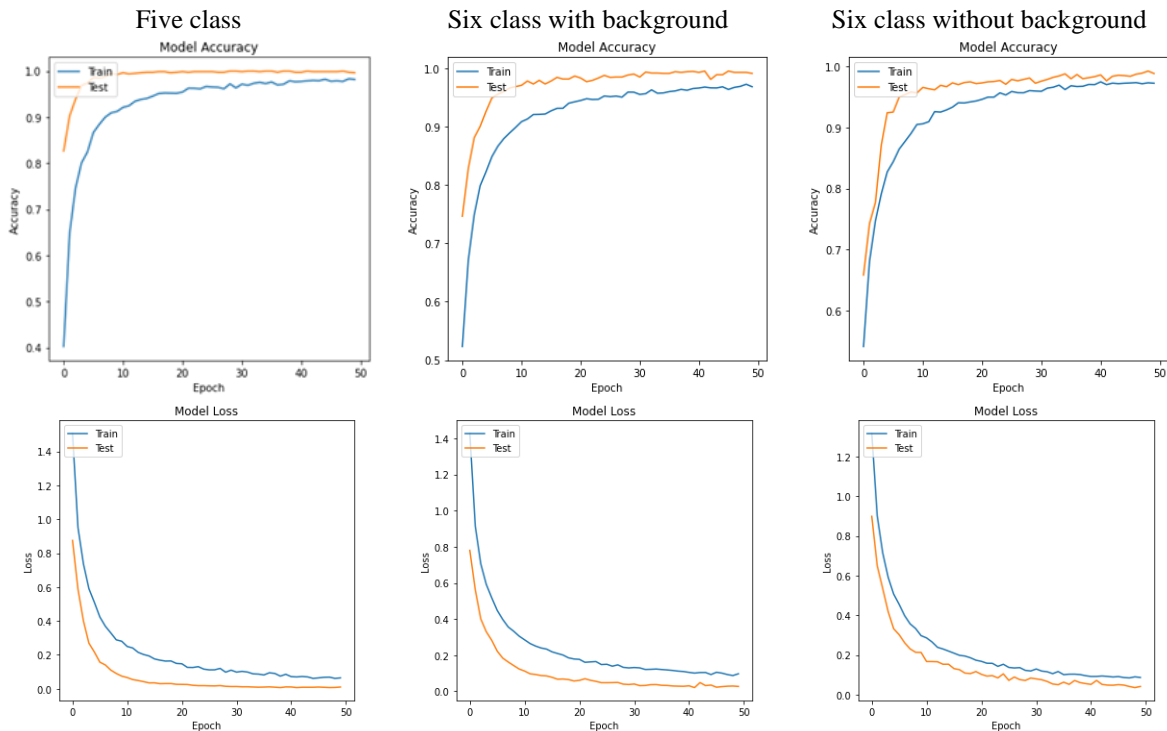 Five class
Six class with background
Six class without background
Model Accuracy
Train
Test
1.0
0.9
0.8
0.7
0.6
0.5
0.4
Accuracy
0 10 20 30 40 50
Epoch
Model Accuracy
Train
Test
1.0
0.9
0.8
0.7
0.6
0.5
Accuracy
0 10 20 30 40 50
Epoch
Model Accuracy
Train
Test
1.0
0.9
0.8
0.7
0.6
Accuracy
0 10 20 30 40 50
Epoch
Model Loss
Train
Test
1.4
1.2
1.0
0.8
0.6
0.4
0.2
0.0
Loss
0 10 20 30 40 50
Epoch
Model Loss
Train
Test
1.4
1.2
1.0
0.8
0.6
0.4
0.2
0.0
Loss
0 10 20 30 40 50
Epoch
Model Loss
Train
Test
1.2
1.0
0.8
0.6
0.4
0.2
0.0
Loss
0 10 20 30 40 50
Epoch